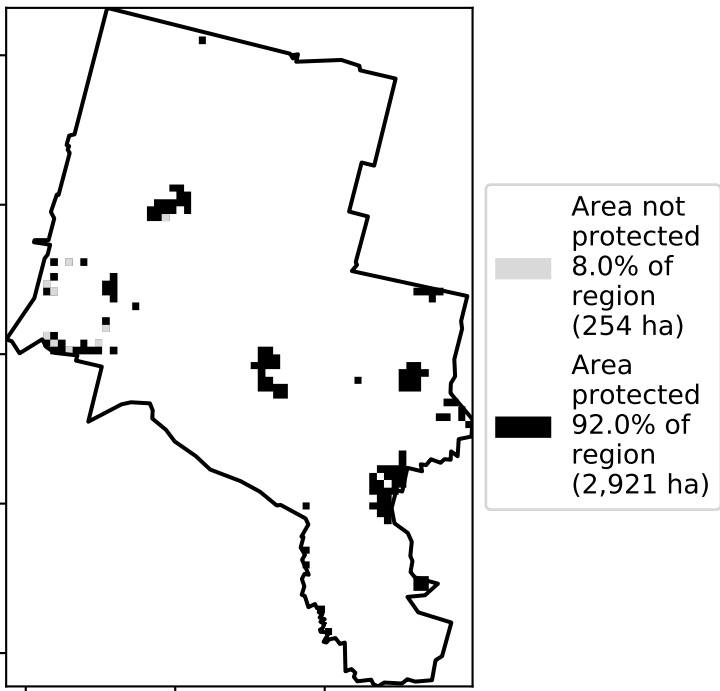 Area not
protected
8.0% of
region
(254 ha)
Area
protected
92.0% of
region
(2,921 ha)